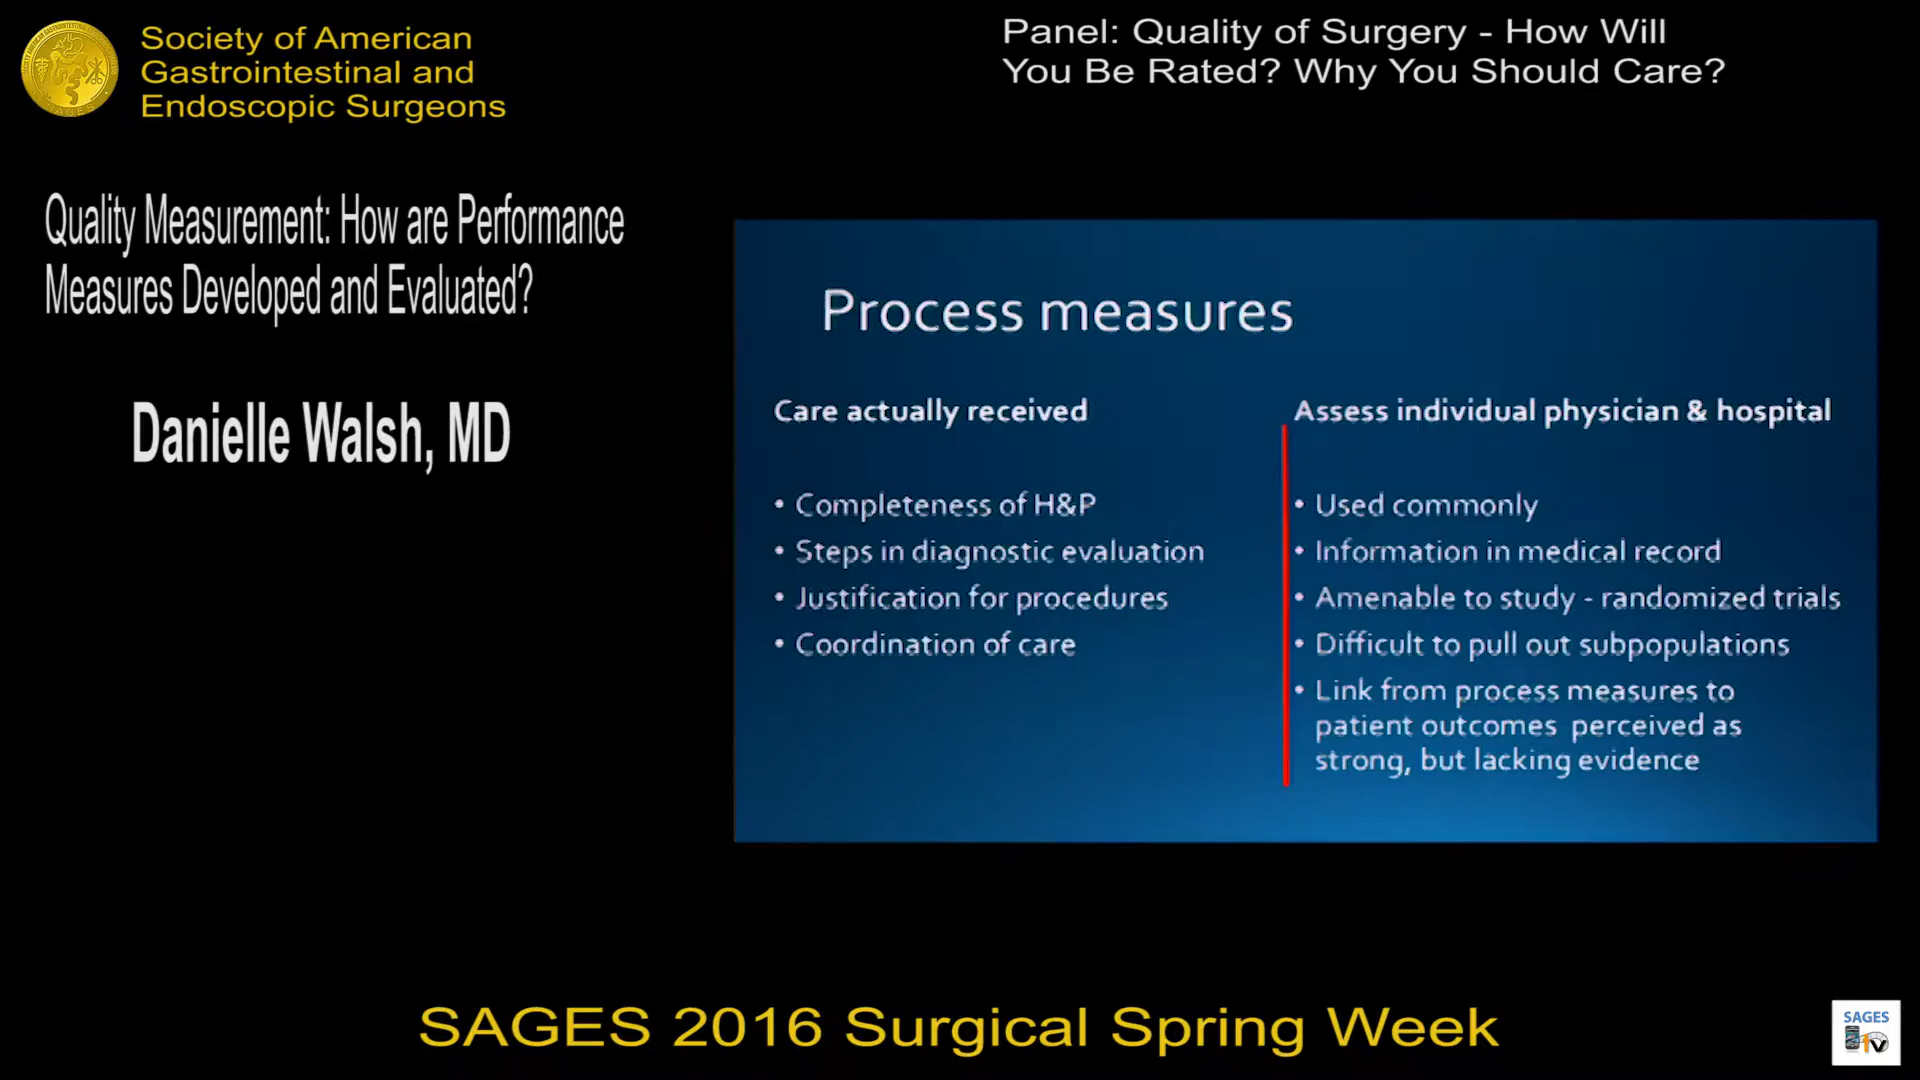 Society of American
Gastrointestinal and
Endoscopic Surgeons
Panel: Quality of Surgery - How Will
You Be Rated? Why You Should Care?
Quality Measurement: How are Performance
Measures Developed and Evaluated?
Danielle Walsh, MD
Process measures
Care actually received
• Completeness of H&P
• Steps in diagnostic evaluation
• Justification for procedures
• Coordination of care
Assess individual physician & hospital
• Used commonly
• Information in medical record
• Amenable to study - randomized trials
• Difficult to pull out subpopulations
• Link from process measures to
patient outcomes perceived as
strong, but lacking evidence
SAGES 2016 Surgical Spring Week
SAGES
TV